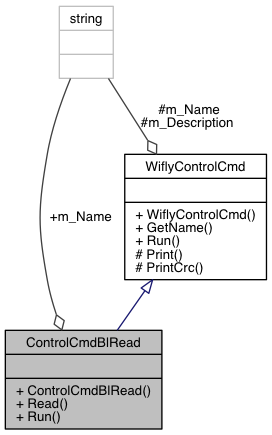 string
#m_Name
#m_Description
WiflyControlCmd
+ WiflyControlCmd()
+ GetName()
+ Run()
# Print()
# PrintCrc()
+m_Name
ControlCmdBlRead
+ ControlCmdBlRead()
+ Read()
+ Run()